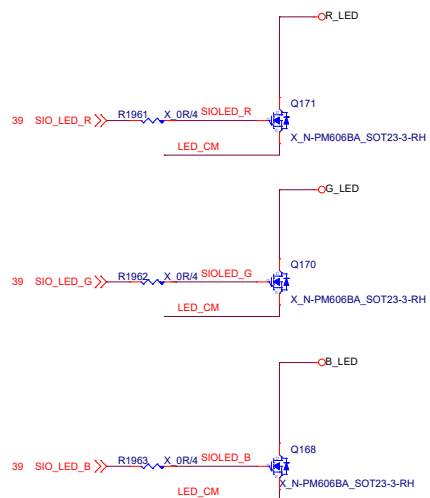 R_LED
Q171
39 SIO_LED_R R1961 X_0R/4 SIOLED_R
X_N-PM606BA_SOT23-3-RH
LED_CM
G_LED
Q170
39 SIO_LED_G R1962 X_0R/4 SIOLED_G
X_N-PM606BA_SOT23-3-RH
LED_CM
B_LED
Q168
39 SIO_LED_B R1963 X_0R/4 SIOLED_B
X_N-PM606BA_SOT23-3-RH
LED_CM